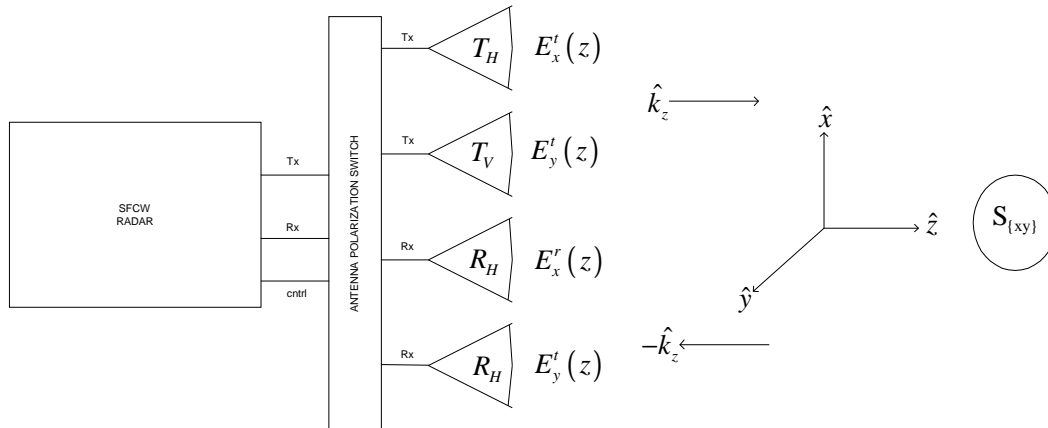 SFCW
RADAR
Tx
Rx
cntrl
ANTENNA POLARIZATION SWITCH
Tx
T_H
E_x^t(z)
Tx
T_V
E_y^t(z)
Rx
R_H
E_x^r(z)
Rx
R_H
E_y^t(z)
k̂_z
−k̂_z
x̂
ẑ
ŷ
S_{xy}